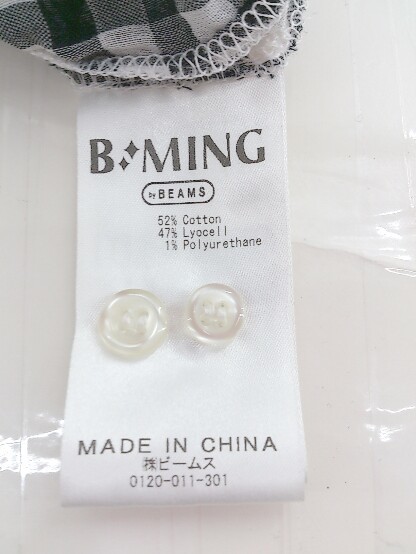 B:MING
by BEAMS
52% Cotton
47% Lyocell
1% Polyurethane
MADE IN CHINA
㈱ビームス
0120-011-301